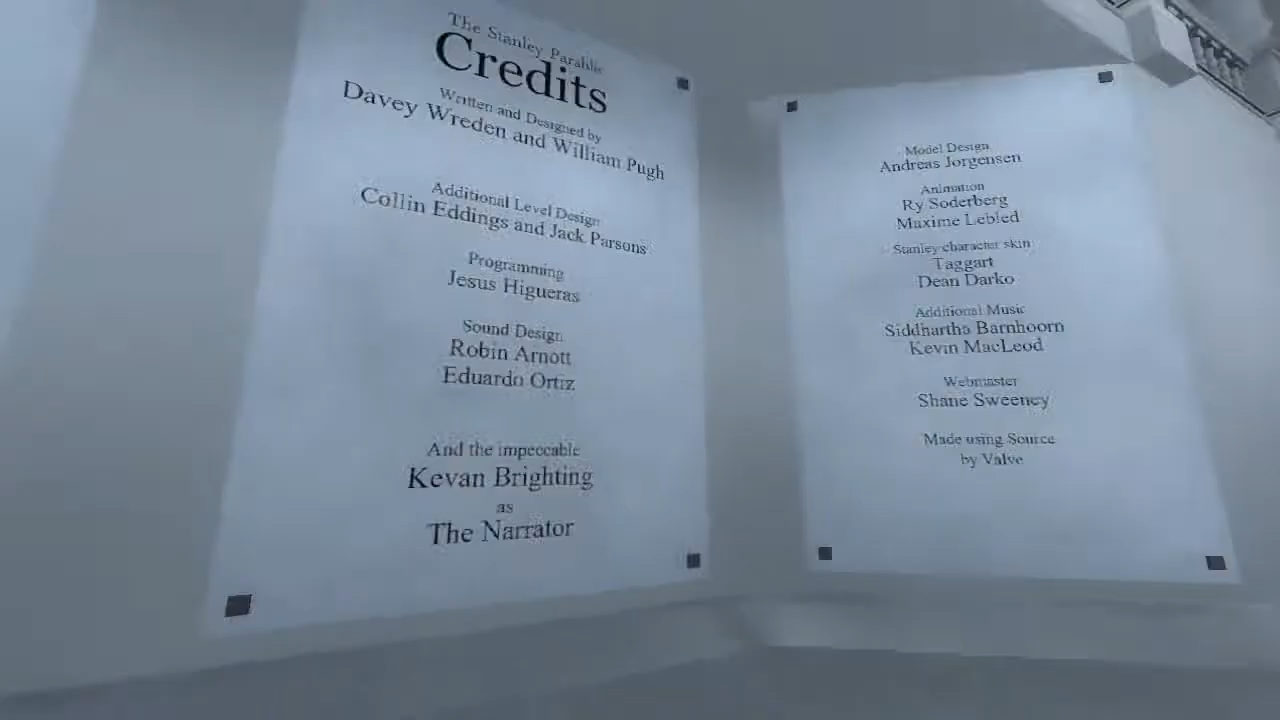 The Stanley Parable
Credits
Written and Designed by
Davey Wreden and William Pugh
Additional Level Design
Collin Eddings and Jack Parsons
Programming
Jesus Higueras
Sound Design
Robin Arnott
Eduardo Ortiz
And the impeccable
Kevan Brighting
as
The Narrator
Model Design
Andreas Jorgensen
Animation
Ry Soderberg
Maxime Lebled
Stanley character skin
Taggart
Dean Darko
Additional Music
Siddhartha Barnhoorn
Kevin MacLeod
Webmaster
Shane Sweeney
Made using Source
by Valve